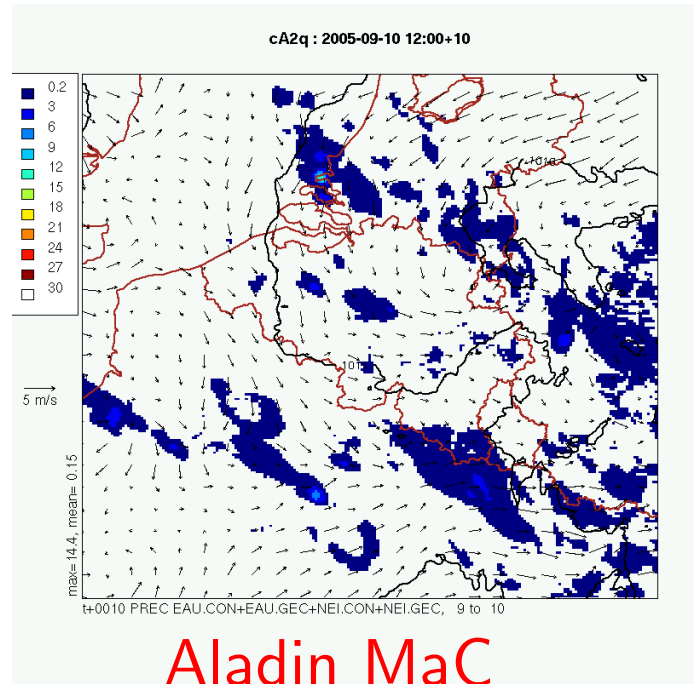 cA2q : 2005-09-10 12:00+10
0.2
3
6
9
12
15
18
21
24
27
30
5 m/s
101
max=14.4, mean= 0.15
t+0010 PREC EAU.CON+EAU.GEC+NEI.CON+NEI.GEC, 9 to 10
Aladin MaC